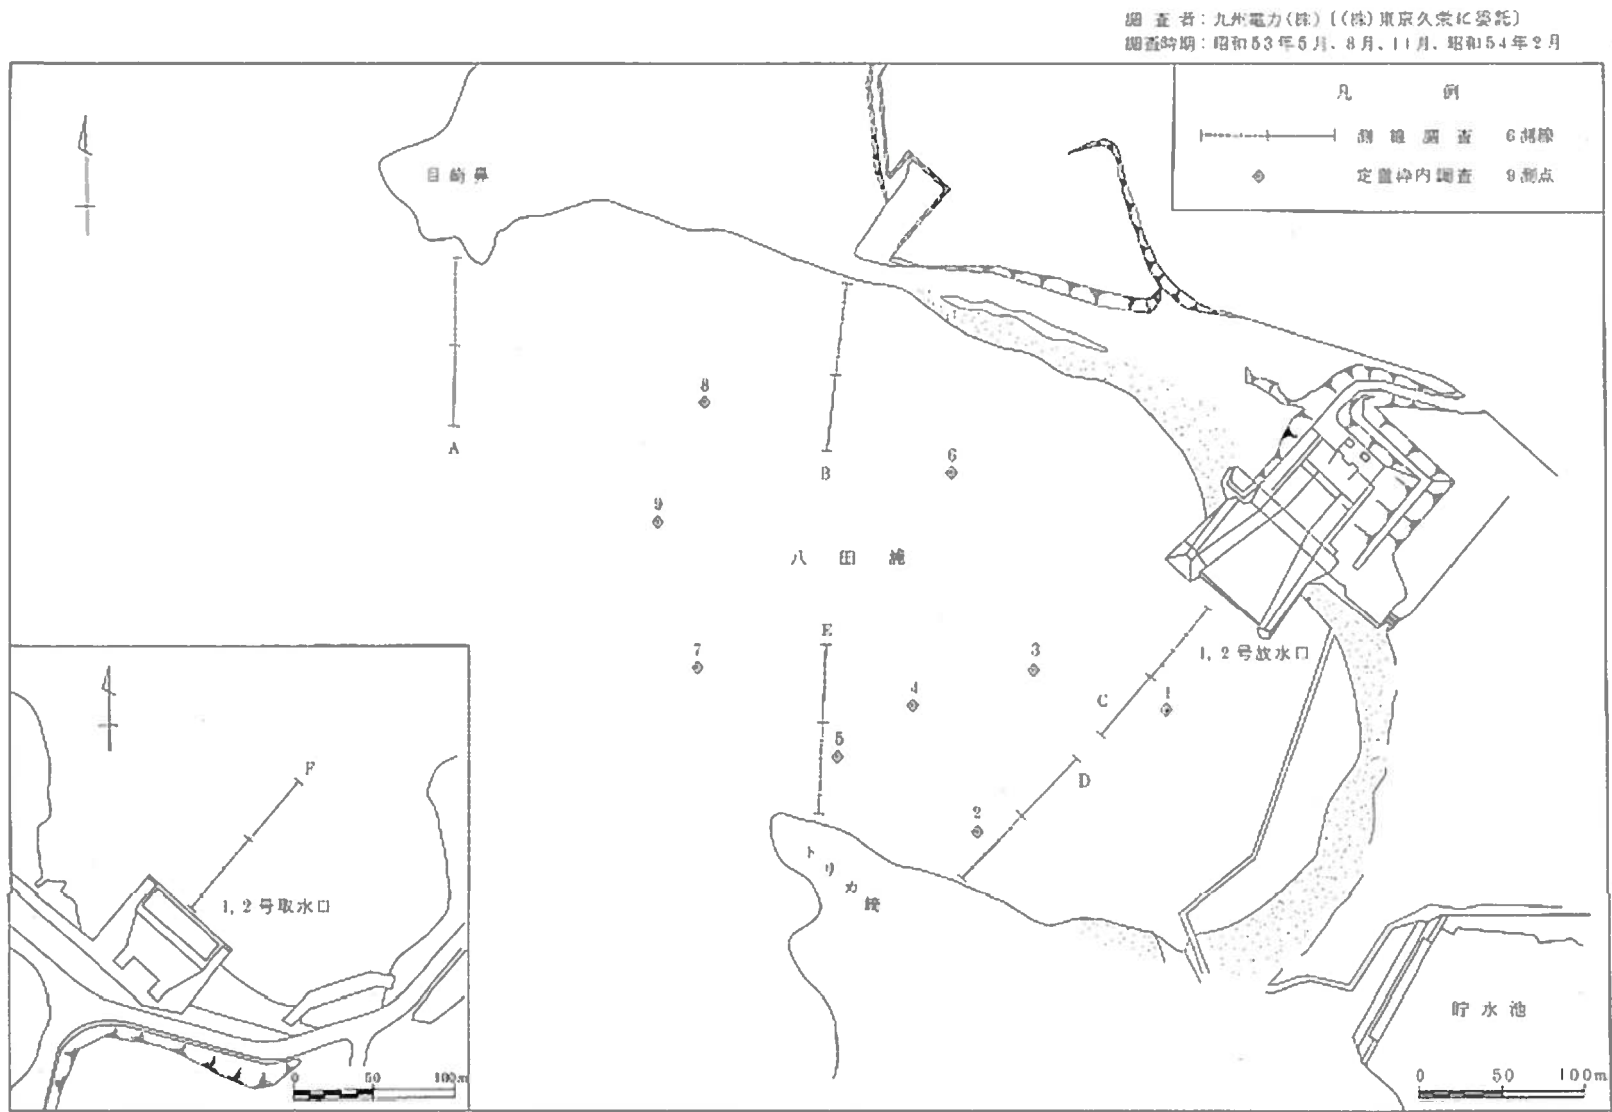 調査者:九州電力(株)〔(株)東京久栄に委託〕
調査時期:昭和53年5月、8月、11月、昭和54年2月
凡例
測線調査 6測線
定置枠内調査 9測点
目崎鼻
A
8
B
6
9
八田浦
E
7
3
1,2号放水口
4
C
1
5
D
2
トリカ鼻
F
1,2号取水口
貯水池
0 50 100m
0 50 100m